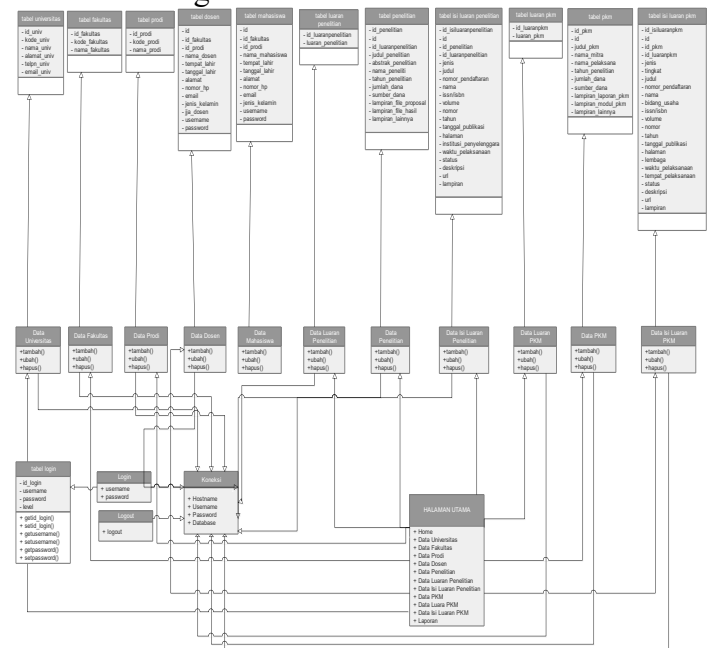 tabel universitas
- id_univ
- kode_univ
- nama_univ
- alamat_univ
- telpn_univ
- email_univ
tabel fakultas
- id_fakultas
- kode_fakultas
- nama_fakultas
tabel prodi
- id_prodi
- kode_prodi
- nama_prodi
tabel dosen
- id
- id_fakultas
- id_prodi
- nama_dosen
- tempat_lahir
- tanggal_lahir
- alamat
- nomor_hp
- email
- jenis_kelamin
- jja_dosen
- username
- password
tabel mahasiswa
- id
- id_fakultas
- id_prodi
- nama_mahasiswa
- tempat_lahir
- tanggal_lahir
- alamat
- nomor_hp
- email
- jenis_kelamin
- username
- password
tabel luaran
penelitian
- id_luaranpenelitian
- luaran_penelitian
tabel penelitian
- id_penelitian
- id
- id_luaranpenelitian
- judul_penelitian
- abstrak_penelitian
- nama_peneliti
- tahun_penelitian
- jumlah_dana
- sumber_dana
- lampiran_file_proposal
- lampiran_file_hasil
- lampiran_lainnya
tabel isi luaran penelitian
- id_isiluaranpenelitian
- id
- id_penelitian
- id_luaranpenelitian
- jenis
- judul
- nomor_pendaftaran
- nama
- issn/isbn
- volume
- nomor
- tahun
- tanggal_publikasi
- halaman
- institusi_penyelenggara
- waktu_pelaksanaan
- status
- deskripsi
- url
- lampiran
tabel luaran pkm
- id_luaranpkm
- luaran_pkm
tabel pkm
- id_pkm
- id
- judul_pkm
- nama_mitra
- nama_pelaksana
- tahun_penelitian
- jumlah_dana
- sumber_dana
- lampiran_laporan_pkm
- lampiran_modul_pkm
- lampiran_lainnya
tabel isi luaran pkm
- id_isiluaranpkm
- id
- id_pkm
- id_luaranpkm
- jenis
- tingkat
- judul
- nomor_pendaftaran
- nama
- bidang_usaha
- issn/isbn
- volume
- nomor
- tahun
- tanggal_publikasi
- halaman
- lembaga
- waktu_pelaksanaan
- tempat_pelaksanaan
- status
- deskripsi
- url
- lampiran
Data
Universitas
+tambah()
+ubah()
+hapus()
Data Fakultas
+tambah()
+ubah()
+hapus()
Data Prodi
+tambah()
+ubah()
+hapus()
Data Dosen
+tambah()
+ubah()
+hapus()
Data
Mahasiswa
+tambah()
+ubah()
+hapus()
Data Luaran
Penelitian
+tambah()
+ubah()
+hapus()
Data
Penelitian
+tambah()
+ubah()
+hapus()
Data Isi Luaran
Penelitian
+tambah()
+ubah()
+hapus()
Data Luaran
PKM
+tambah()
+ubah()
+hapus()
Data PKM
+tambah()
+ubah()
+hapus()
Data Isi Luaran
PKM
+tambah()
+ubah()
+hapus()
tabel login
- id_login
- username
- password
- level
+ getid_login()
+ setid_login()
+ getusername()
+ setusername()
+ getpassword()
+ setpassword()
Login
+ username
+ password
Logout
+ logout
Koneksi
+ Hostname
+ Username
+ Password
+ Database
HALAMAN UTAMA
+ Home
+ Data Universitas
+ Data Fakultas
+ Data Prodi
+ Data Dosen
+ Data Penelitian
+ Data Luaran Penelitian
+ Data Isi Luaran Penelitian
+ Data PKM
+ Data Luara PKM
+ Data Isi Luaran PKM
+ Laporan